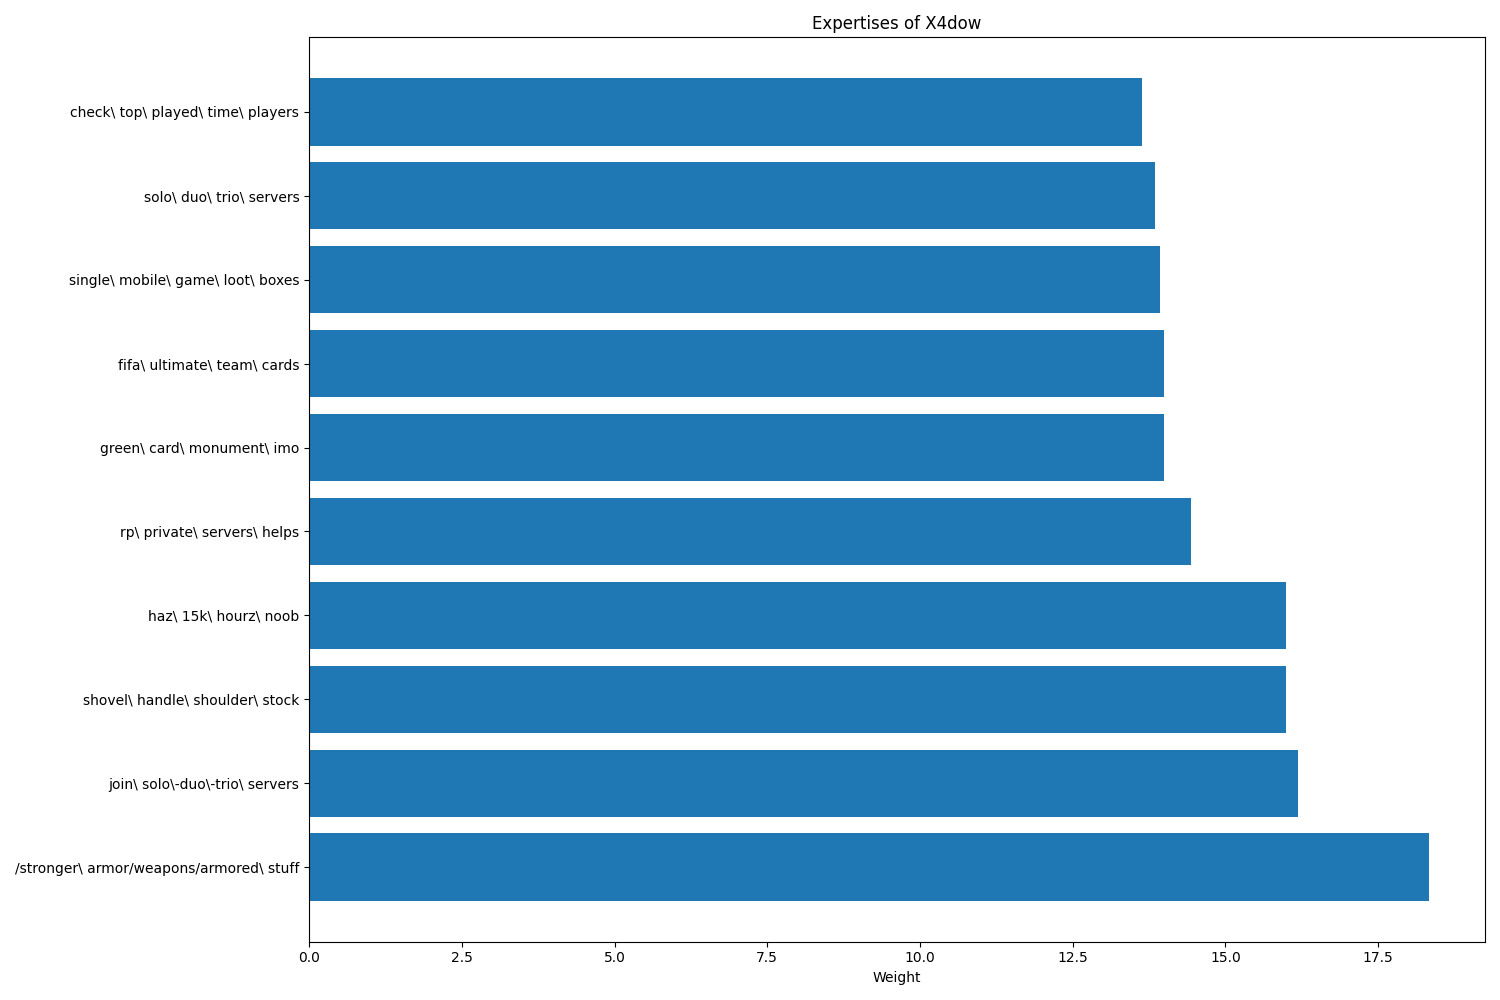 Expertises of X4dow
check\ top\ played\ time\ players
solo\ duo\ trio\ servers
single\ mobile\ game\ loot\ boxes
fifa\ ultimate\ team\ cards
green\ card\ monument\ imo
rp\ private\ servers\ helps
haz\ 15k\ hourz\ noob
shovel\ handle\ shoulder\ stock
join\ solo\-duo\-trio\ servers
/stronger\ armor/weapons/armored\ stuff
0.0 2.5 5.0 7.5 10.0 12.5 15.0 17.5
Weight